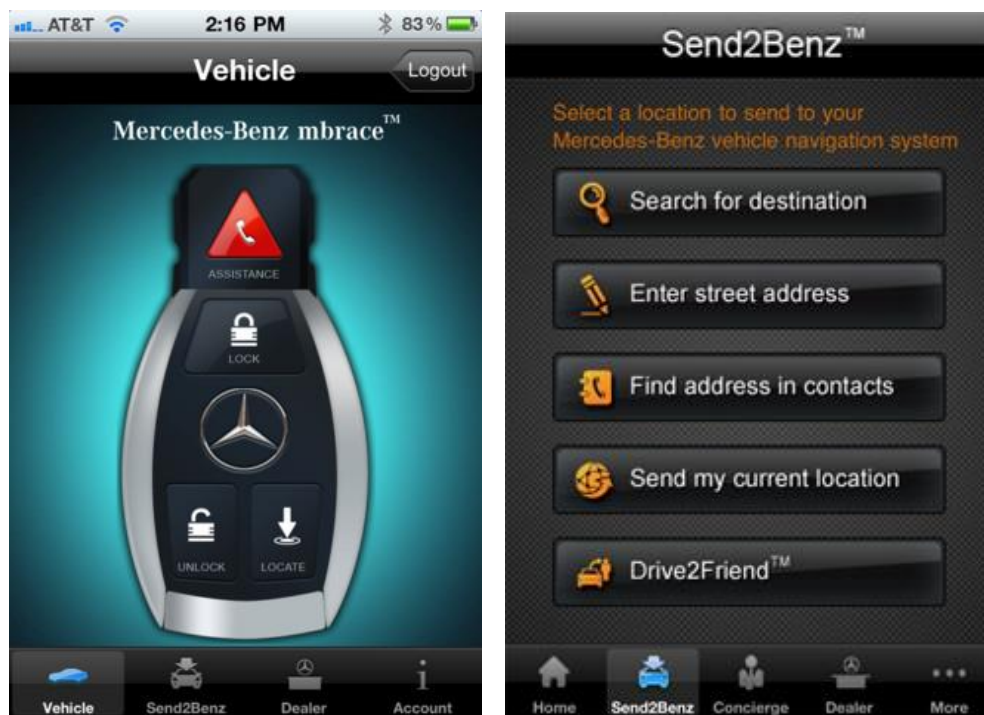 AT&T 2:16 PM 83%
Vehicle
Logout
Mercedes-Benz mbrace™
ASSISTANCE
LOCK
UNLOCK LOCATE
Vehicle Send2Benz Dealer Account
Send2Benz™
Select a location to send to your
Mercedes-Benz vehicle navigation system
Search for destination
Enter street address
Find address in contacts
Send my current location
Drive2Friend™
Home Send2Benz Concierge Dealer More